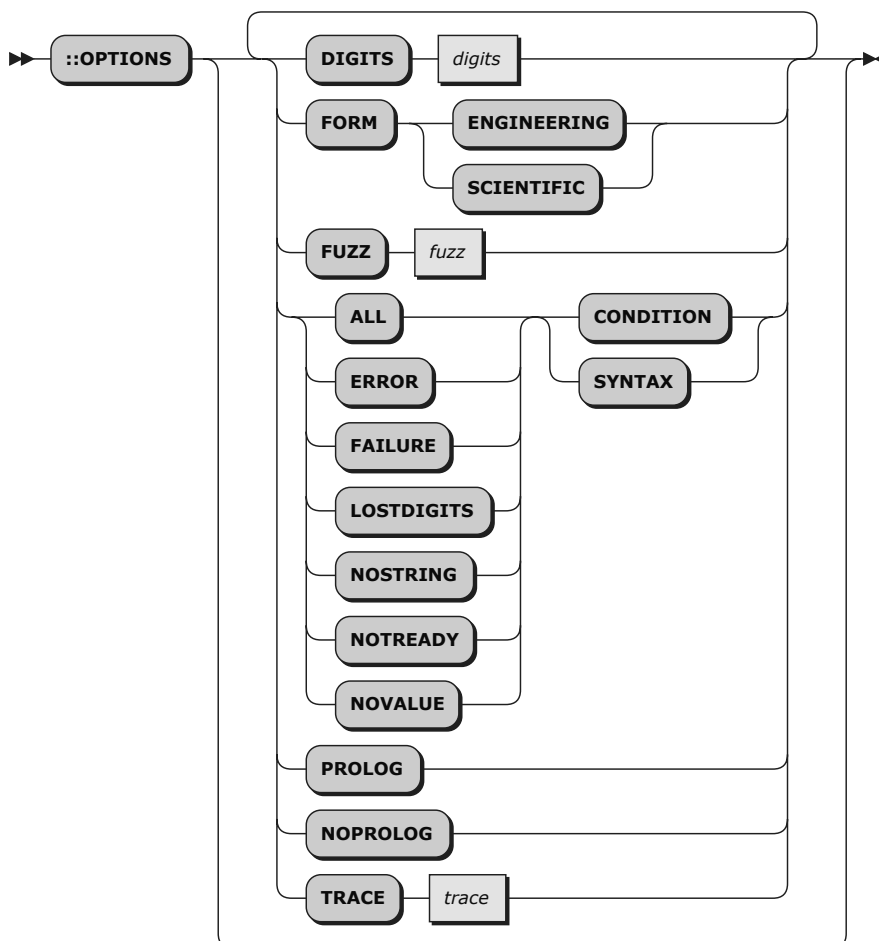 ::OPTIONS
DIGITS digits
FORM ENGINEERING
SCIENTIFIC
FUZZ fuzz
ALL CONDITION
ERROR SYNTAX
FAILURE
LOSTDIGITS
NOSTRING
NOTREADY
NOVALUE
PROLOG
NOPROLOG
TRACE trace